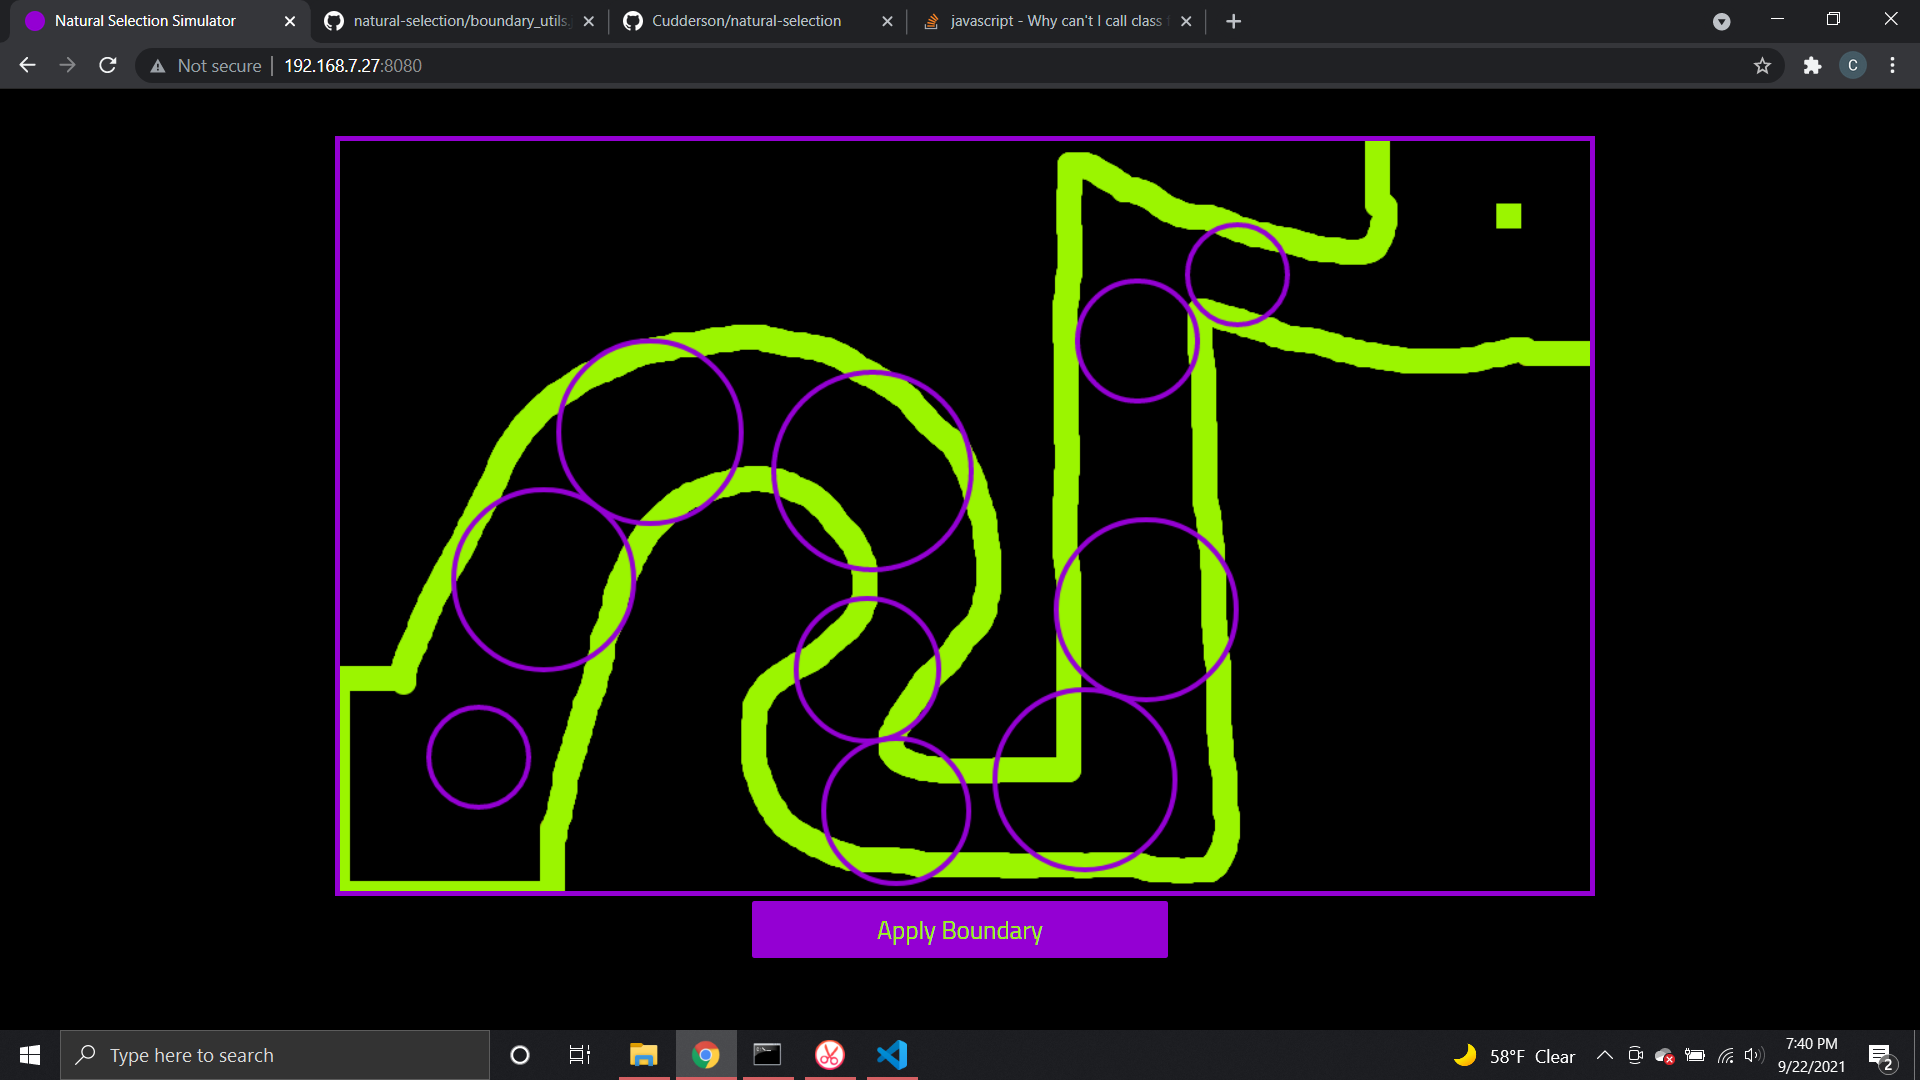 Natural Selection Simulator
natural-selection/boundary_utils.
Cudderson/natural-selection
javascript - Why can't I call class
Not secure
192.168.7.27:8080
C
Apply Boundary
Type here to search
58°F Clear
7:40 PM
9/22/2021
2